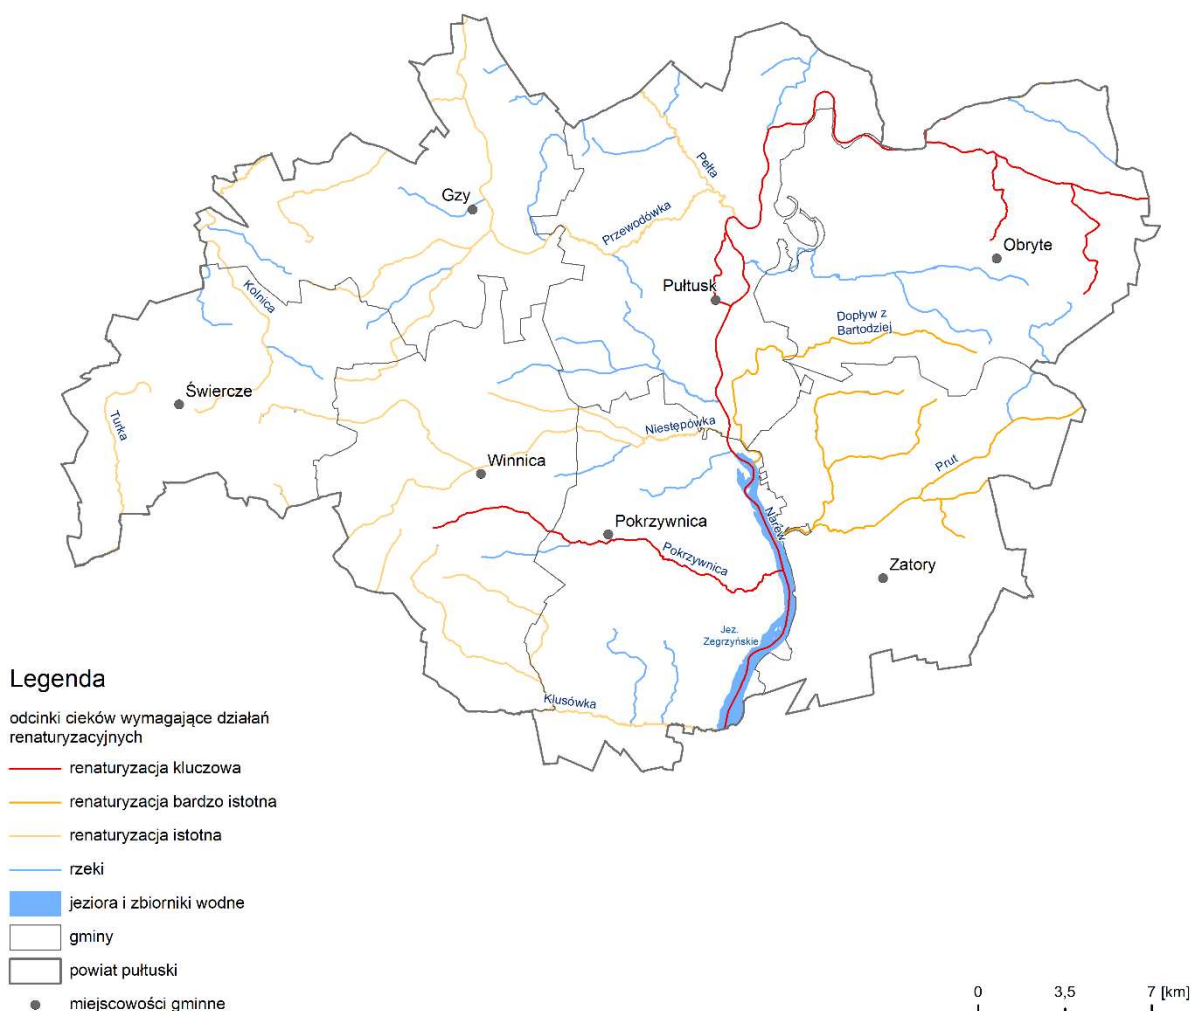 Pełta
Gzy
Przewodówka
Obryte
Kolnica
Pułtusk
Dopływ z
Bartodziej
Świercze
Turka
Niestępówka
Winnica
Prut
Narew
Pokrzywnica
Pokrzywnica
Zatory
Jez.
Zegrzyńskie
Klusówka
Legenda
odcinki cieków wymagające działań
renaturyzacyjnych
renaturyzacja kluczowa
renaturyzacja bardzo istotna
renaturyzacja istotna
rzeki
jeziora i zbiorniki wodne
gminy
powiat pułtuski
miejscowości gminne
0 3,5 7 [km]